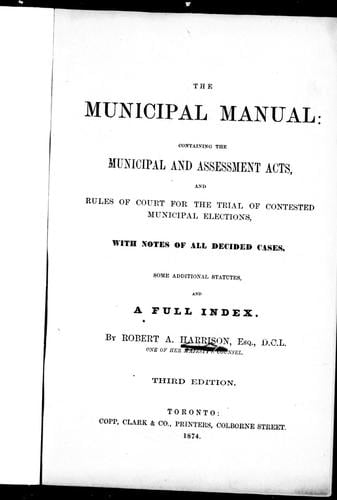 THE
MUNICIPAL MANUAL:
CONTAINING THE
MUNICIPAL AND ASSESSMENT ACTS,
AND
RULES OF COURT FOR THE TRIAL OF CONTESTED
MUNICIPAL ELECTIONS,
WITH NOTES OF ALL DECIDED CASES,
SOME ADDITIONAL STATUTES,
AND
A FULL INDEX.
BY ROBERT A. HARRISON, ESQ., D.C.L.
ONE OF HER MAJESTY'S COUNSEL.
THIRD EDITION.
TORONTO:
COPP, CLARK & CO., PRINTERS, COLBORNE STREET.
1874.